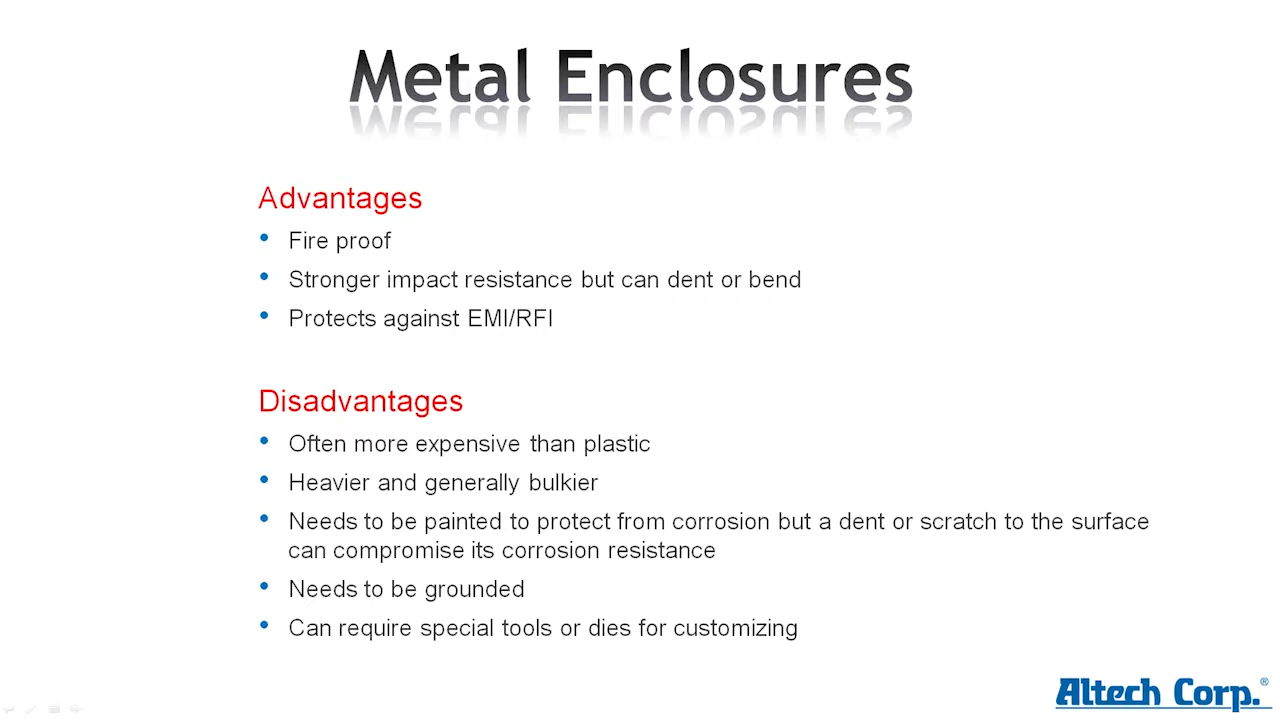 Metal Enclosures
Advantages
• Fire proof
• Stronger impact resistance but can dent or bend
• Protects against EMI/RFI
Disadvantages
• Often more expensive than plastic
• Heavier and generally bulkier
• Needs to be painted to protect from corrosion but a dent or scratch to the surface
can compromise its corrosion resistance
• Needs to be grounded
• Can require special tools or dies for customizing
Altech Corp.®